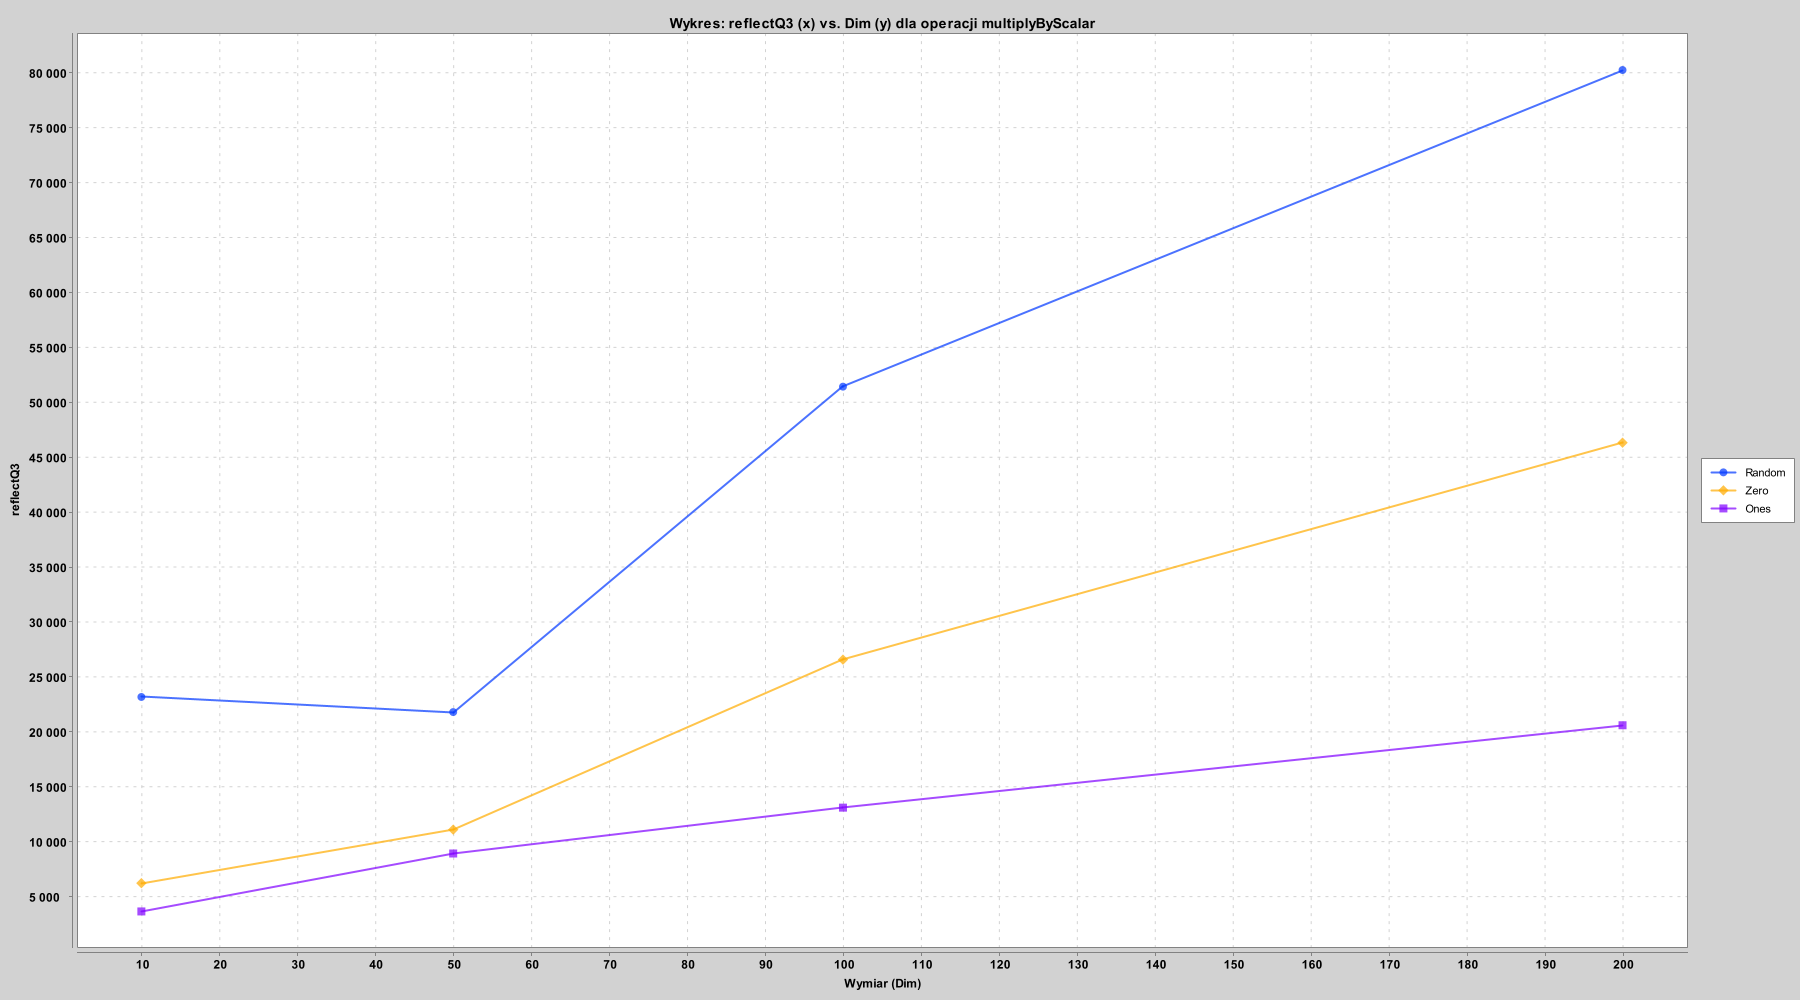 Wykres: reflectQ3 (x) vs. Dim (y) dla operacji multiplyByScalar
80 000
75 000
70 000
65 000
60 000
55 000
50 000
45 000
40 000
35 000
30 000
25 000
20 000
15 000
10 000
5 000
reflectQ3
10 20 30 40 50 60 70 80 90 100 110 120 130 140 150 160 170 180 190 200
Wymiar (Dim)
Random
Zero
Ones